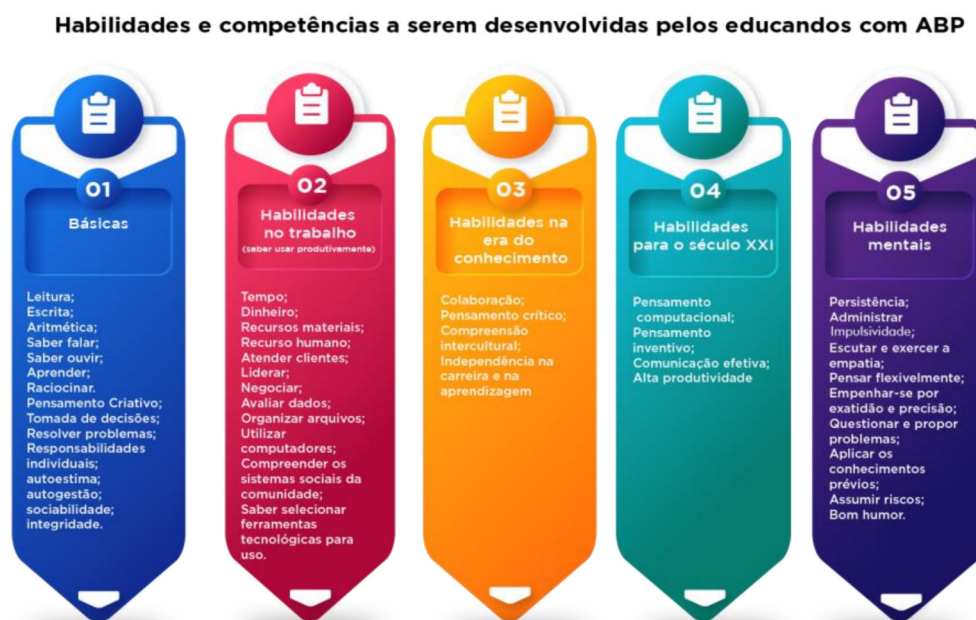 Habilidades e competências a serem desenvolvidas pelos educandos com ABP
01
Básicas
Leitura;
Escrita;
Aritmética;
Saber falar;
Saber ouvir;
Aprender;
Raciocinar.
Pensamento Criativo;
Tomada de decisões;
Resolver problemas;
Responsabilidades
individuais;
autoestima;
autogestão;
sociabilidade;
integridade.
02
Habilidades
no trabalho
(saber usar produtivamente)
Tempo;
Dinheiro;
Recursos materiais;
Recurso humano;
Atender clientes;
Liderar;
Negociar;
Avaliar dados;
Organizar arquivos;
Utilizar
computadores;
Compreender os
sistemas sociais da
comunidade;
Saber selecionar
ferramentas
tecnológicas para
uso.
03
Habilidades na
era do
conhecimento
Colaboração;
Pensamento crítico;
Compreensão
intercultural;
Independência na
carreira e na
aprendizagem
04
Habilidades
para o século XXI
Pensamento
computacional;
Pensamento
inventivo;
Comunicação efetiva;
Alta produtividade
05
Habilidades
mentais
Persistência;
Administrar
Impulsividade;
Escutar e exercer a
empatia;
Pensar flexivelmente;
Empenhar-se por
exatidão e precisão;
Questionar e propor
problemas;
Aplicar os
conhecimentos
prévios;
Assumir riscos;
Bom humor.